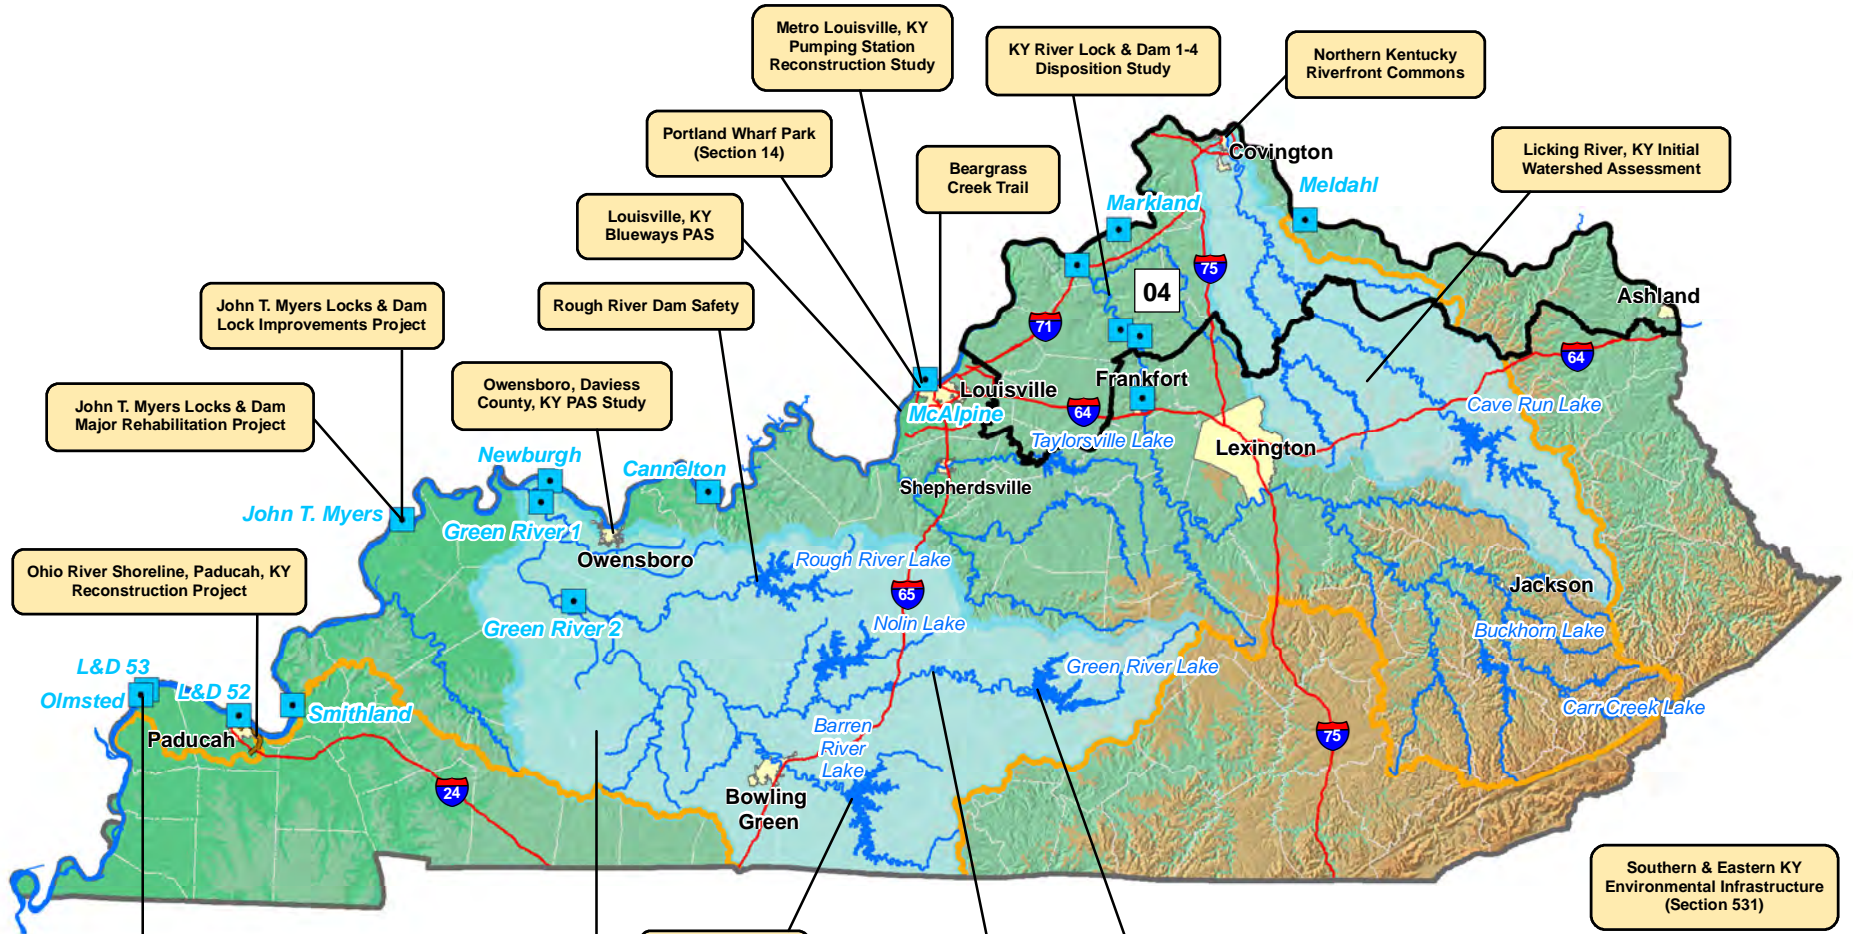 Metro Louisville, KY
Pumping Station
Reconstruction Study
KY River Lock & Dam 1-4
Disposition Study
Northern Kentucky
Riverfront Commons
Portland Wharf Park
(Section 14)
Beargrass
Creek Trail
Licking River, KY Initial
Watershed Assessment
Louisville, KY
Blueways PAS
John T. Myers Locks & Dam
Lock Improvements Project
Rough River Dam Safety
Owensboro, Daviess
County, KY PAS Study
John T. Myers Locks & Dam
Major Rehabilitation Project
Ohio River Shoreline, Paducah, KY
Reconstruction Project
Southern & Eastern KY
Environmental Infrastructure
(Section 531)
Covington
Meldahl
Markland
75
04
71
Ashland
64
Louisville
Frankfort
McAlpine
64
Cave Run Lake
Taylorsville Lake
Lexington
Newburgh
Cannelton
Shepherdsville
John T. Myers
Green River 1
Owensboro
Rough River Lake
65
Jackson
Green River 2
Nolin Lake
Buckhorn Lake
L&D 53
Olmsted
L&D 52
Smithland
Green River Lake
Carr Creek Lake
Paducah
Barren
River
Lake
75
24
Bowling
Green